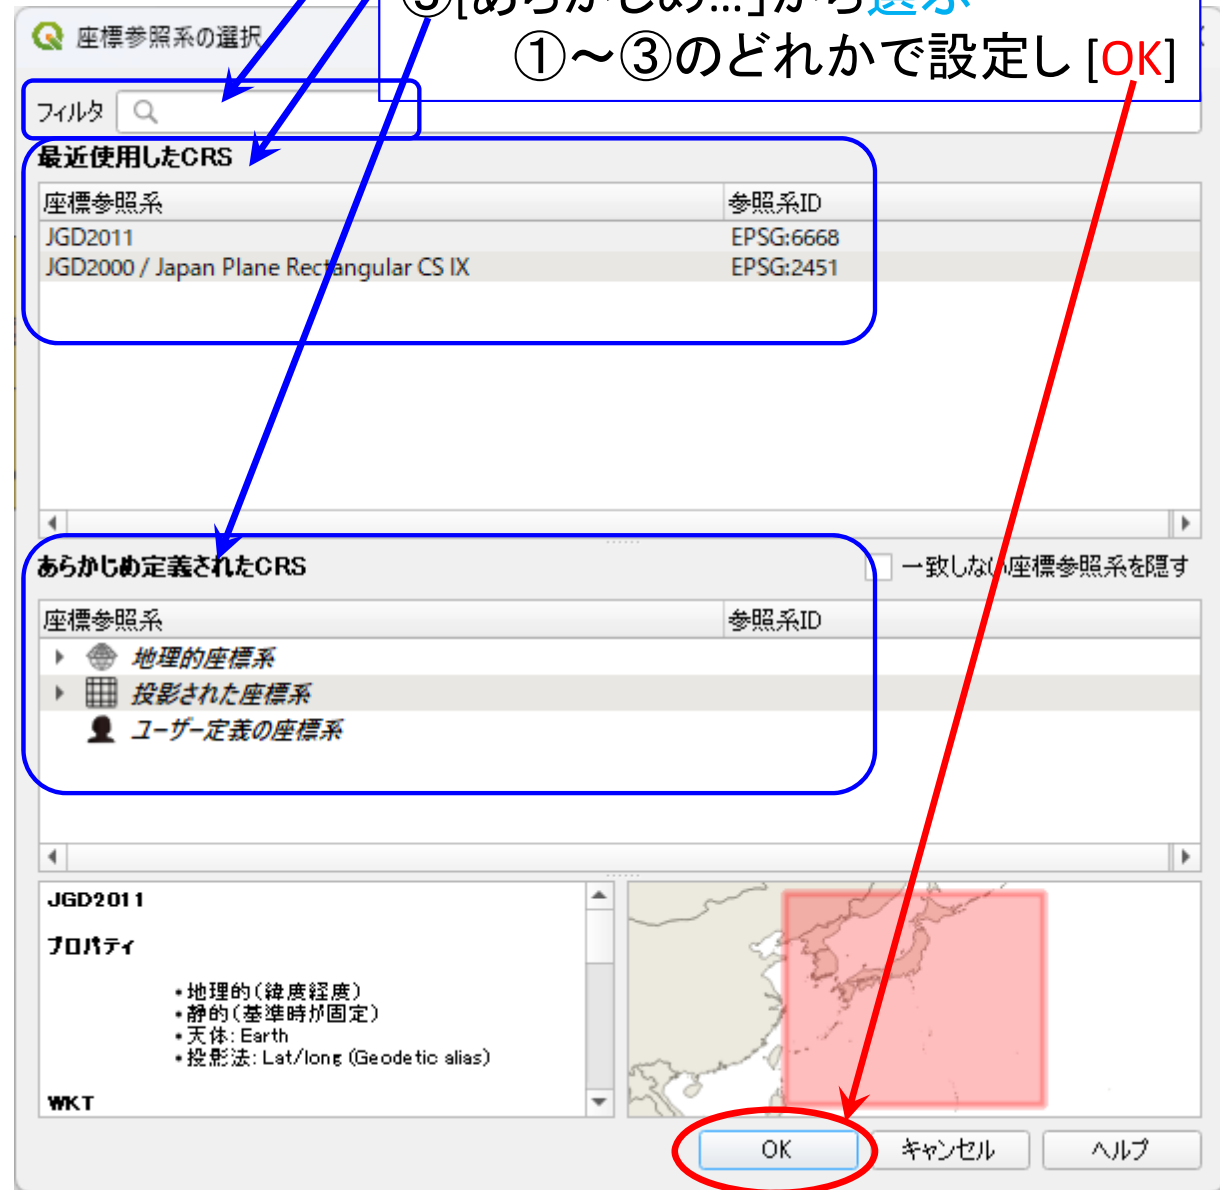 ③[あらかじめ…]から選択
①～③のどれかで設定し [OK]
座標参照系の選択
フィルタ
最近使用したCRS
座標参照系 参照系ID
JGD2011 EPSG:6668
JGD2000 / Japan Plane Rectangular CS IX EPSG:2451
あらかじめ定義されたCRS 一致しない座標参照系を隠す
座標参照系 参照系ID
地理的座標系
投影された座標系
ユーザー定義の座標系
JGD2011
プロパティ
•地理的(緯度経度)
•静的(基準時が固定)
•天体: Earth
•投影法: Lat/long (Geodetic alias)
WKT
OK キャンセル ヘルプ